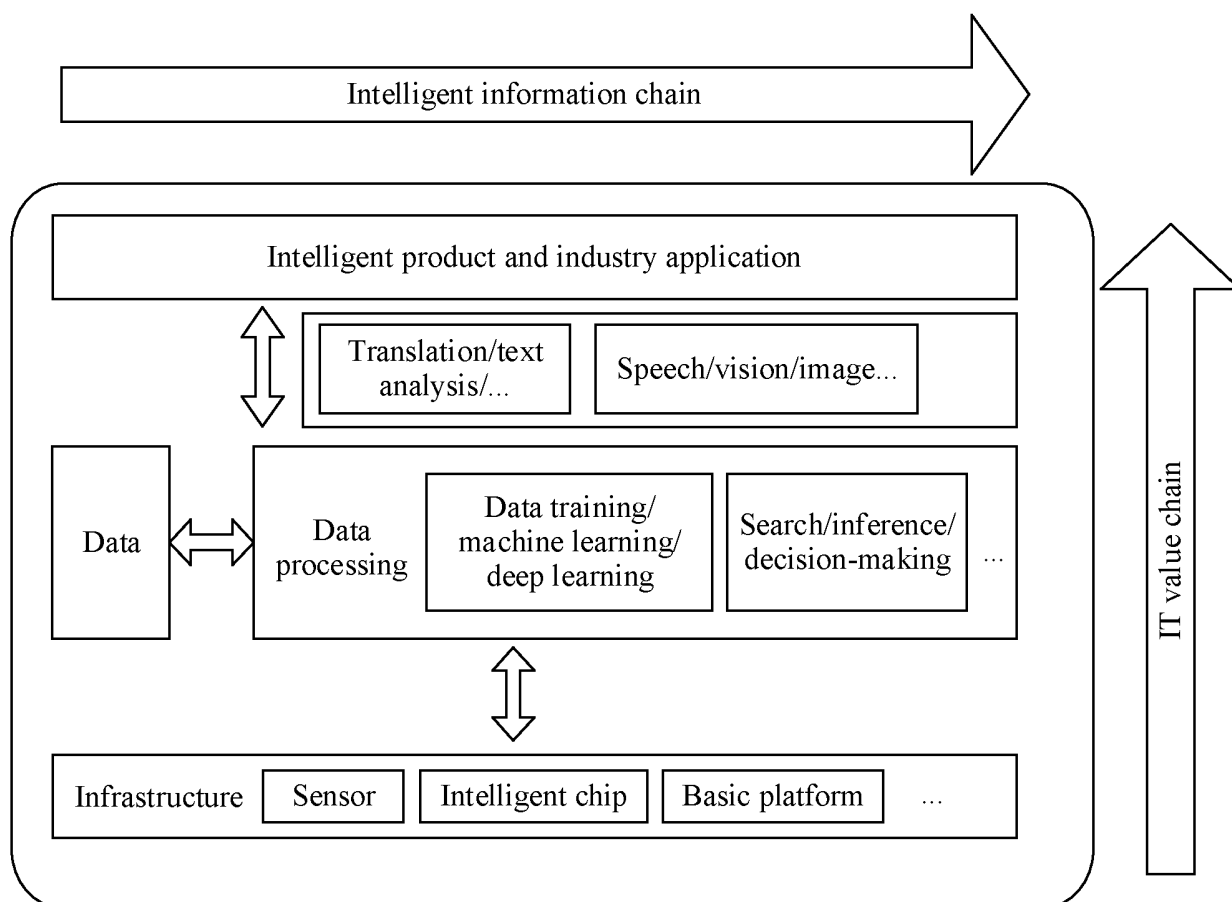 Intelligent information chain
Intelligent product and industry application
Translation/text
analysis/...
Speech/vision/image...
Data
Data
processing
Data training/
machine learning/
deep learning
Search/inference/
decision-making
...
IT value chain
Infrastructure
Sensor
Intelligent chip
Basic platform
...